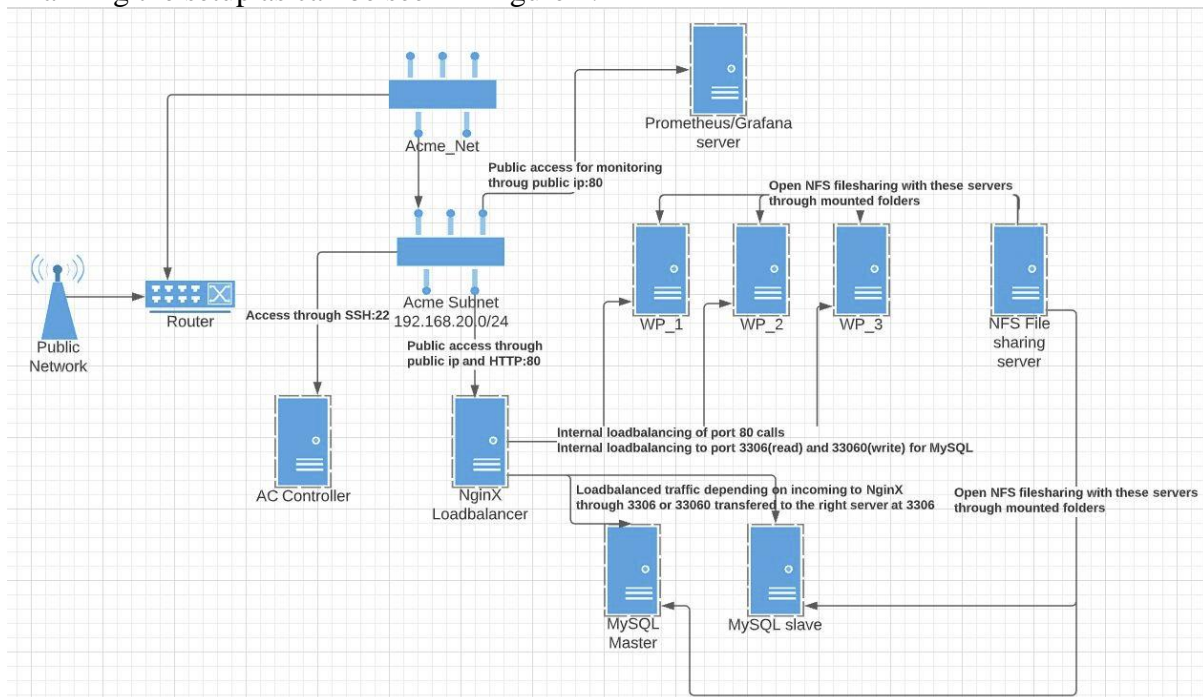 Acme_Net
Prometheus/Grafana
server
Public access for monitoring
throug public ip:80
Open NFS filesharing with these servers
through mounted folders
Public
Network
Router
Access through SSH:22
Acme Subnet
192.168.20.0/24
Public access through
public ip and HTTP:80
WP_1
WP_2
WP_3
NFS File
sharing
server
AC Controller
NginX
Loadbalancer
Internal loadbalancing of port 80 calls
Internal loadbalancing to port 3306(read) and 33060(write) for MySQL
Loadbalanced traffic depending on incoming to NginX
through 3306 or 33060 transfered to the right server at 3306
Open NFS filesharing with these servers
through mounted folders
MySQL
Master
MySQL slave